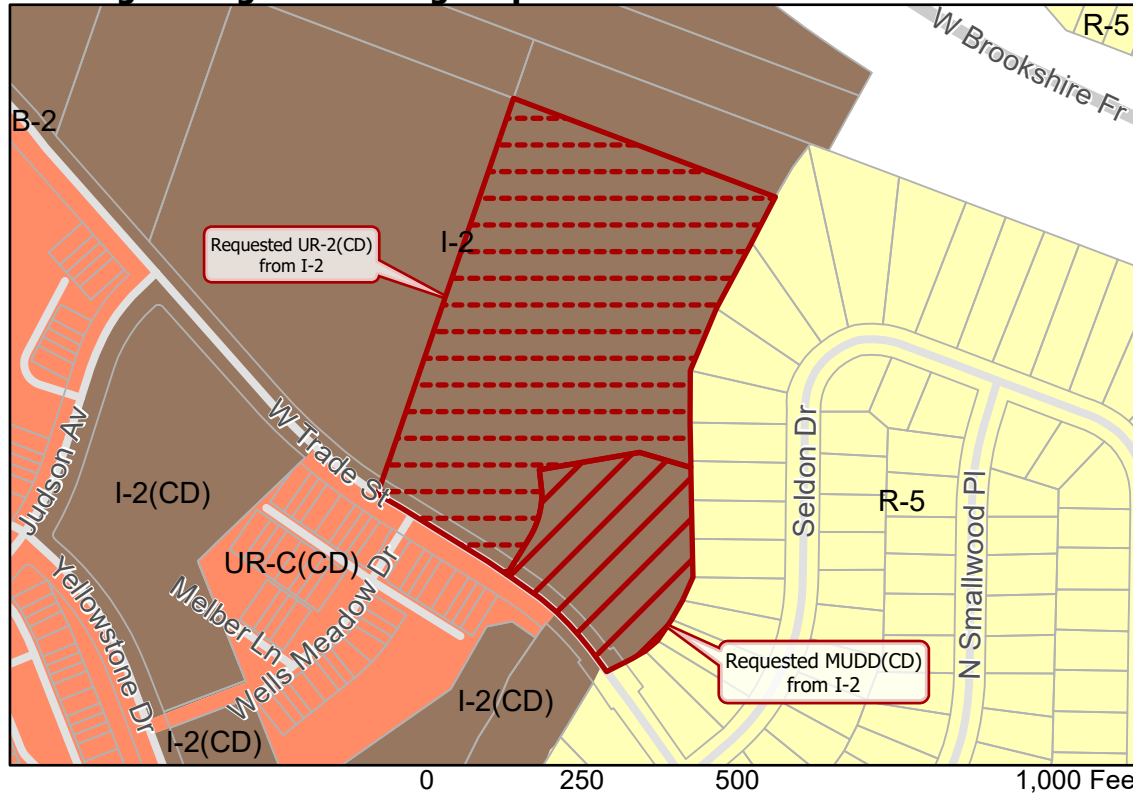 R-5
W Brookshire Fr
B-2
I-2
Requested UR-2(CD)
from I-2
W Trade St
Judson Av
I-2(CD)
Seldon Dr
R-5
N Smallwood Pl
UR-C(CD)
Yellowstone Dr
Melber Ln
Wells Meadow Dr
Requested MUDD(CD)
from I-2
I-2(CD)
I-2(CD)
0 250 500 1,000 Fee